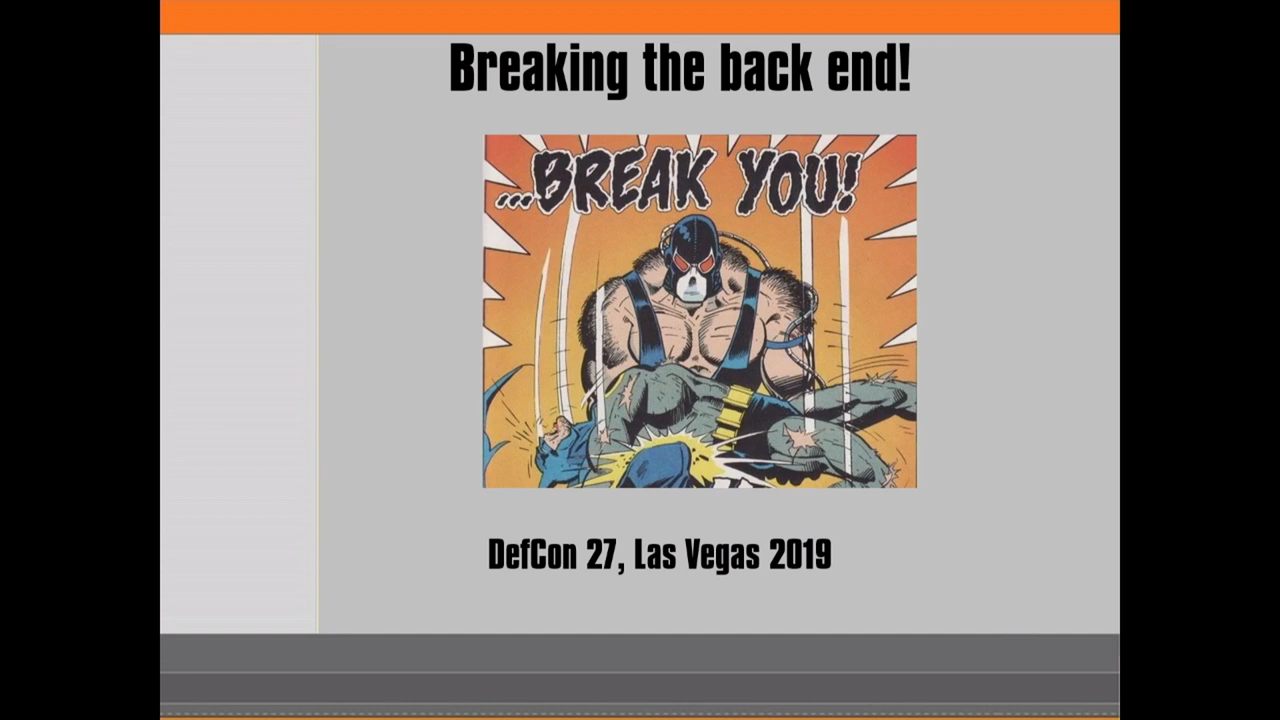 Breaking the back end!
...BREAK YOU!
DefCon 27, Las Vegas 2019